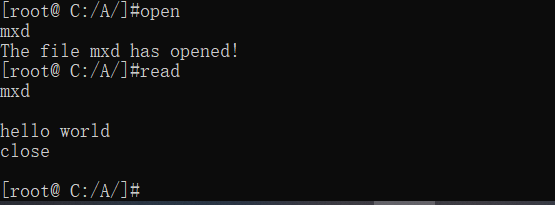 [root@ C:/A/]#open
mxd
The file mxd has opened!
[root@ C:/A/]#read
mxd
hello world
close
[root@ C:/A/]#